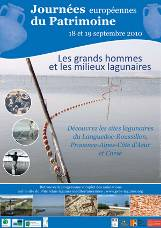 Journées européennes
du Patrimoine
18 et 19 septembre 2010
Les grands hommes
et les milieux lagunaires
Découvrez les sites lagunaires
du Languedoc-Roussillon,
Provence-Alpes-Côte d'Azur
et Corse